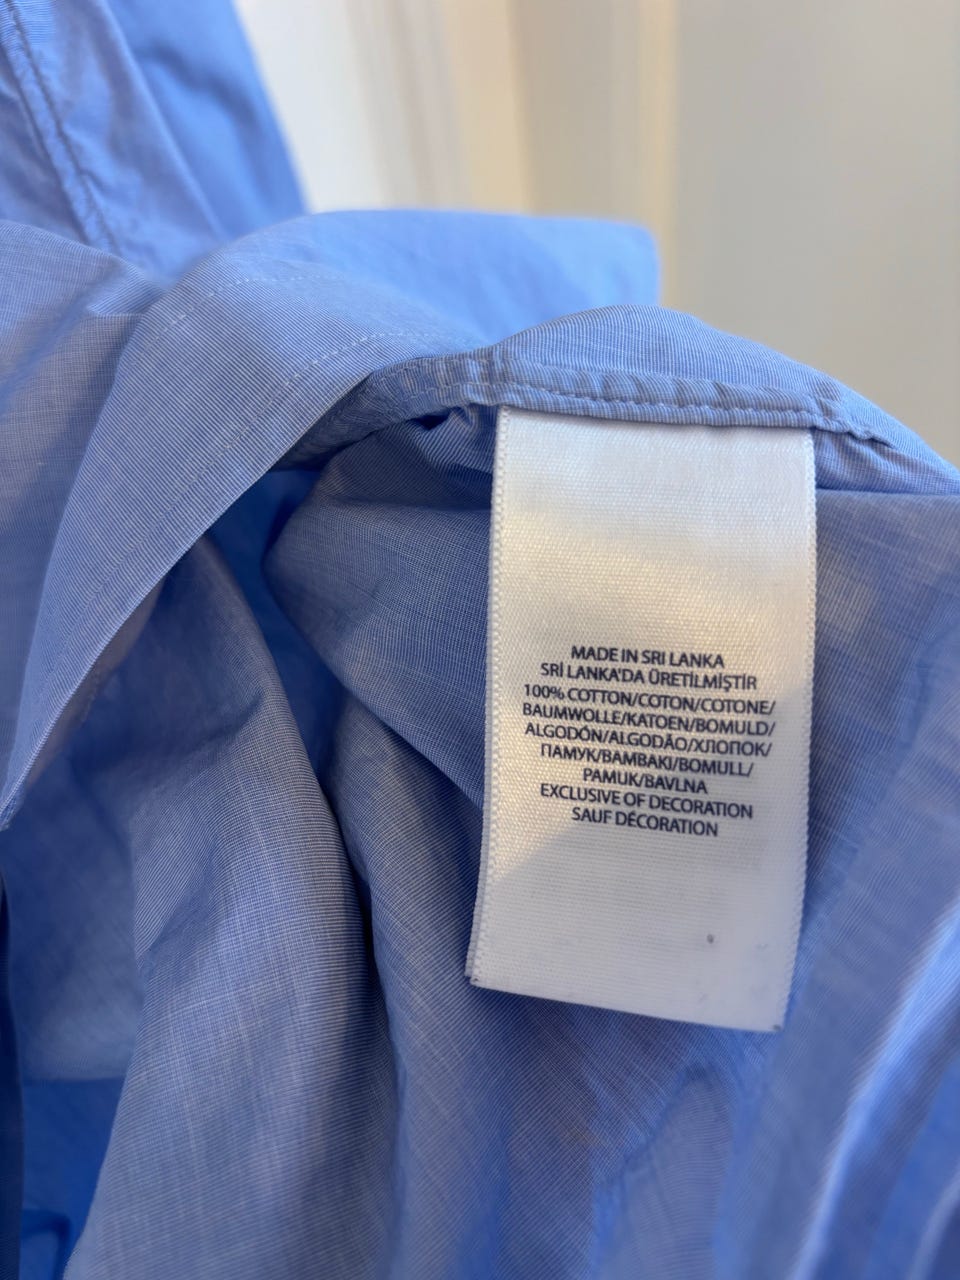 MADE IN SRI LANKA
SRİ LANKA'DA ÜRETİLMİŞTİR
100% COTTON/COTON/COTONE/
BAUMWOLLE/KATOEN/BOMULD/
ALGODÓN/ALGODÃO/ХЛОПОК/
ПАМУК/BAMBAKI/BOMULL/
PAMUK/BAVLNA
EXCLUSIVE OF DECORATION
SAUF DÉCORATION